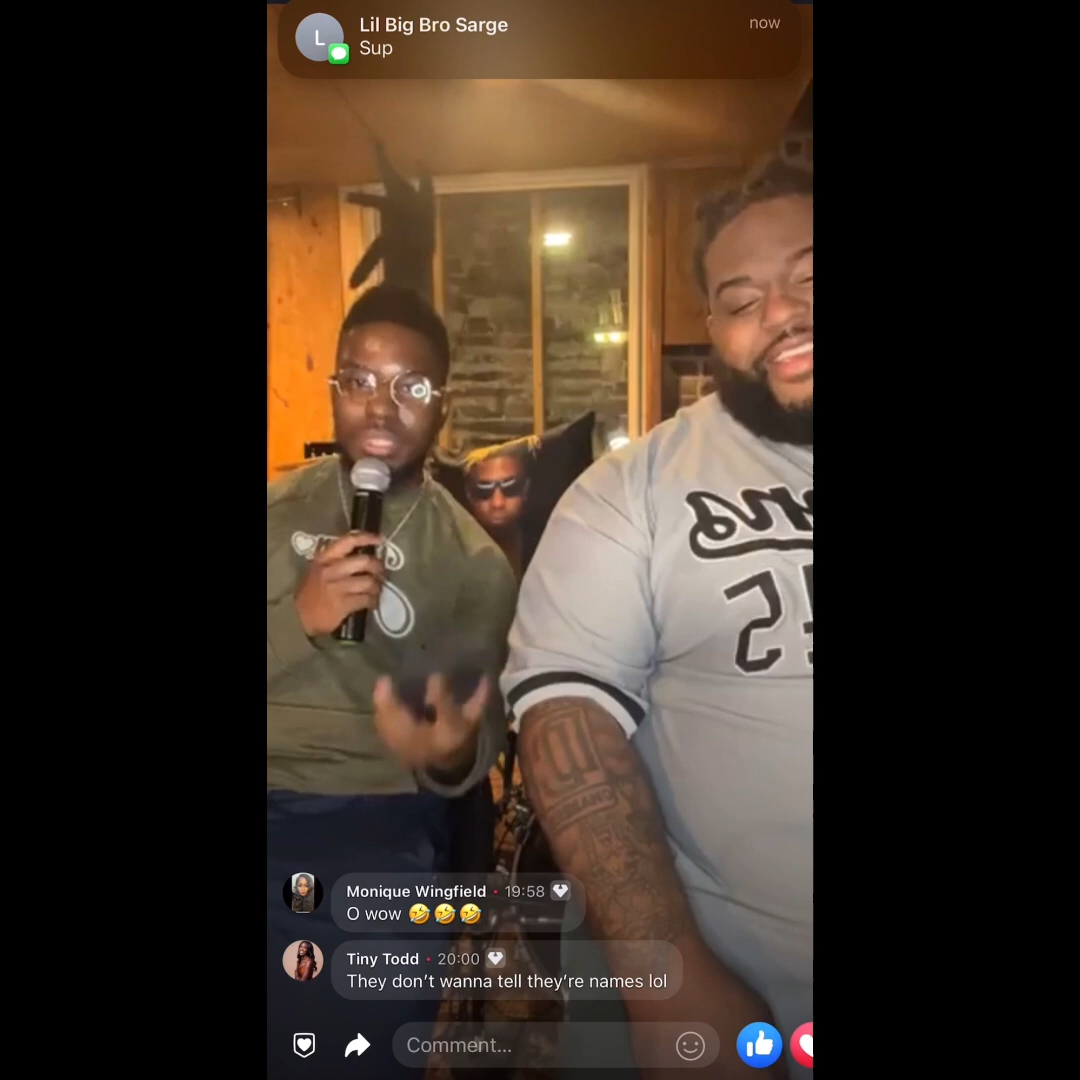 L
Lil Big Bro Sarge
now
Sup
Monique Wingfield • 19:58
O wow 🤣🤣🤣
Tiny Todd • 20:00
They don’t wanna tell they’re names lol
Comment...